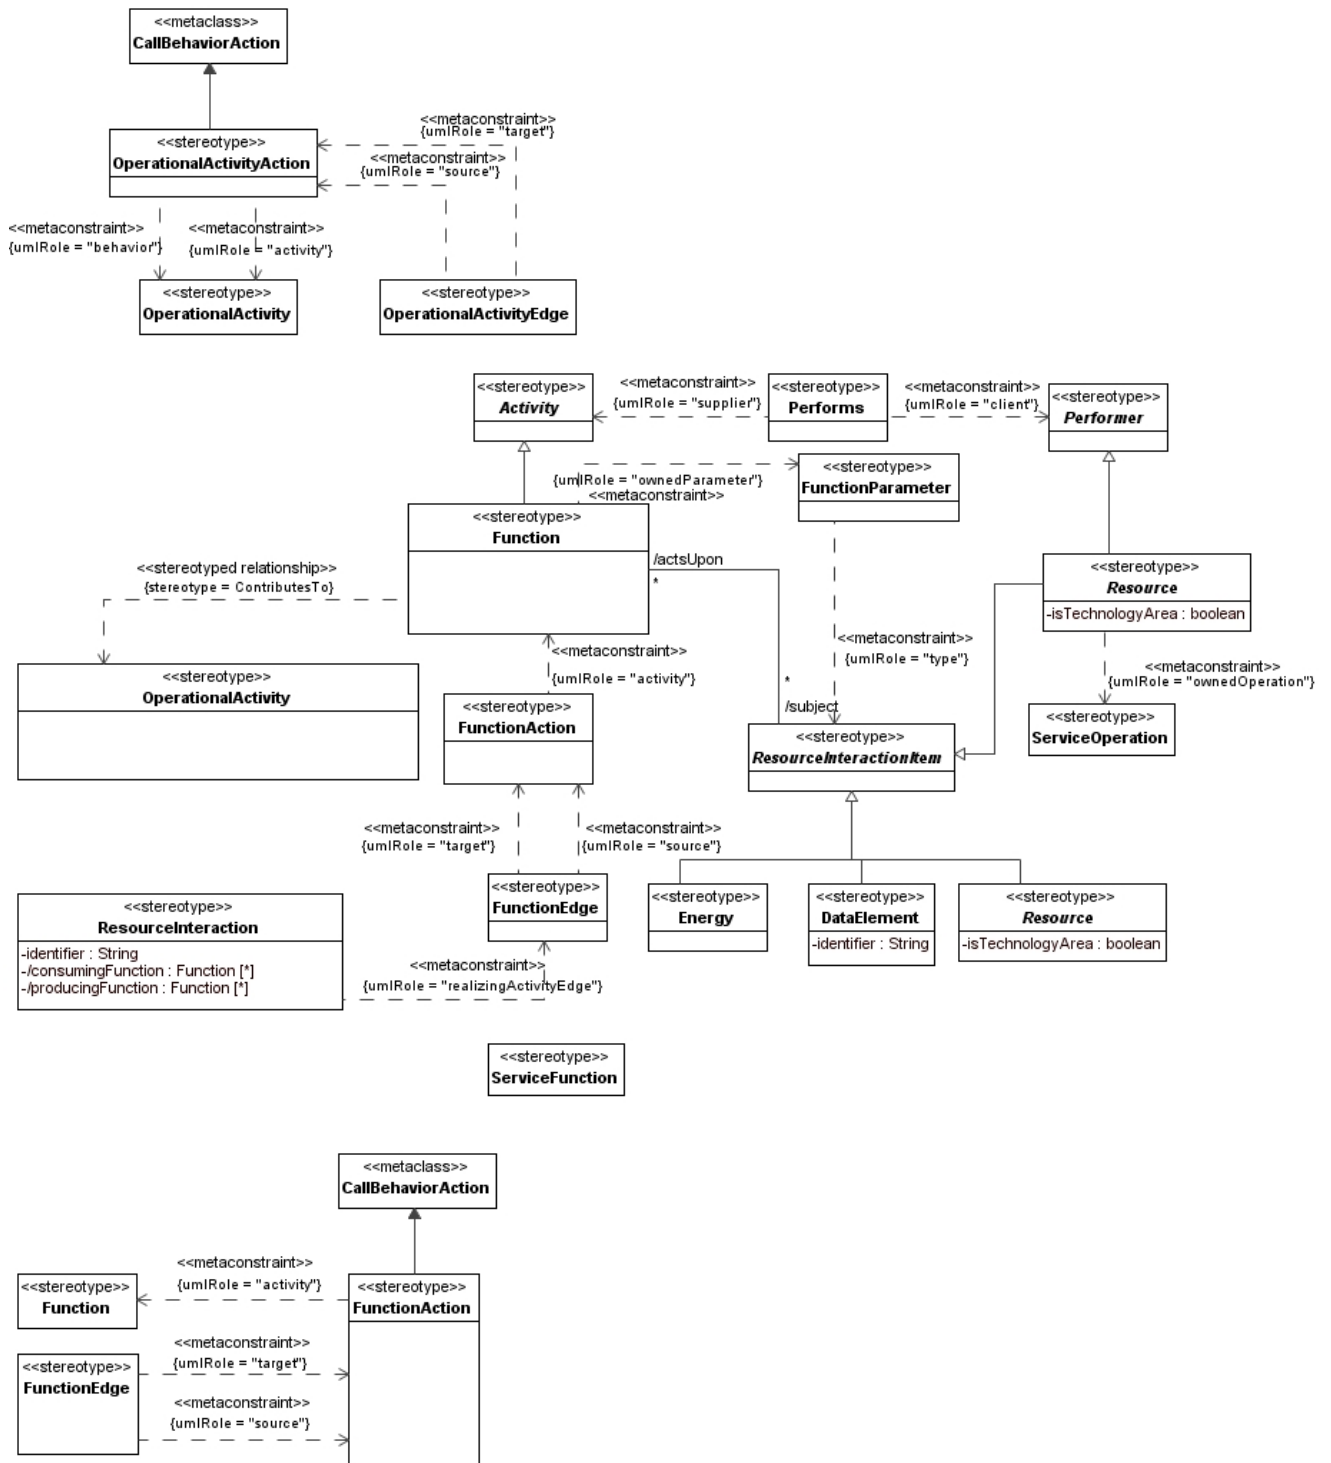 <<metaclass>>
CallBehaviorAction
<<stereotype>>
OperationalActivityAction
<<metaconstraint>>
{umlRole = "target"}
<<metaconstraint>>
{umlRole = "source"}
<<metaconstraint>>
{umlRole = "behavior"}
<<metaconstraint>>
{umlRole = "activity"}
<<stereotype>>
OperationalActivity
<<stereotype>>
OperationalActivityEdge
<<stereotype>>
Activity
<<metaconstraint>>
{umlRole = "supplier"}
<<stereotype>>
Performs
<<metaconstraint>>
{umlRole = "client"}
<<stereotype>>
Performer
{umlRole = "ownedParameter"}
<<metaconstraint>>
<<stereotype>>
FunctionParameter
<<stereotype>>
Function
/actsUpon
*
<<stereotyped relationship>>
{stereotype = ContributesTo}
<<stereotype>>
Resource
-isTechnologyArea : boolean
<<metaconstraint>>
{umlRole = "activity"}
<<metaconstraint>>
{umlRole = "type"}
<<metaconstraint>>
{umlRole = "ownedOperation"}
<<stereotype>>
OperationalActivity
<<stereotype>>
FunctionAction
*
/subject
<<stereotype>>
ResourceInteractionItem
<<stereotype>>
ServiceOperation
<<metaconstraint>>
{umlRole = "target"}
<<metaconstraint>>
{umlRole = "source"}
<<stereotype>>
FunctionEdge
<<stereotype>>
Energy
<<stereotype>>
DataElement
-identifier : String
<<stereotype>>
Resource
-isTechnologyArea : boolean
<<stereotype>>
ResourceInteraction
-identifier : String
-/consumingFunction : Function [*]
-/producingFunction : Function [*]
<<metaconstraint>>
{umlRole = "realizingActivityEdge"}
<<stereotype>>
ServiceFunction
<<metaclass>>
CallBehaviorAction
<<metaconstraint>>
{umlRole = "activity"}
<<stereotype>>
Function
<<stereotype>>
FunctionAction
<<metaconstraint>>
{umlRole = "target"}
<<stereotype>>
FunctionEdge
<<metaconstraint>>
{umlRole = "source"}